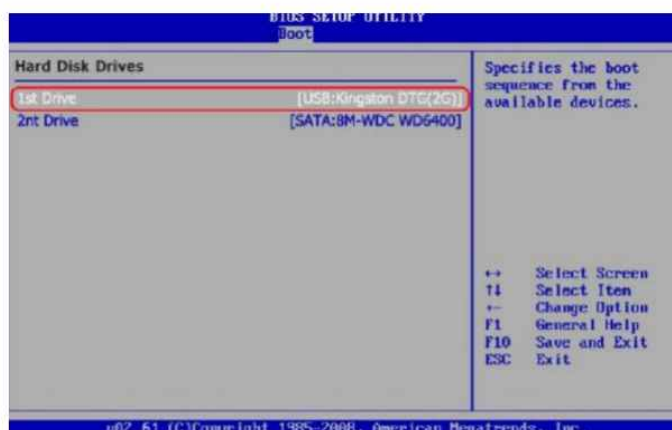 BIOS SETUP UTILITY
Boot
Hard Disk Drives
1st Drive [USB:Kingston DTG(2G)]
2nt Drive [SATA:8M-WDC WD6400]
Specifies the boot
sequence from the
available devices.
↔ Select Screen
↑↓ Select Item
+- Change Option
F1 General Help
F10 Save and Exit
ESC Exit
v02.61 (C)Copyright 1985-2008, American Megatrends, Inc.